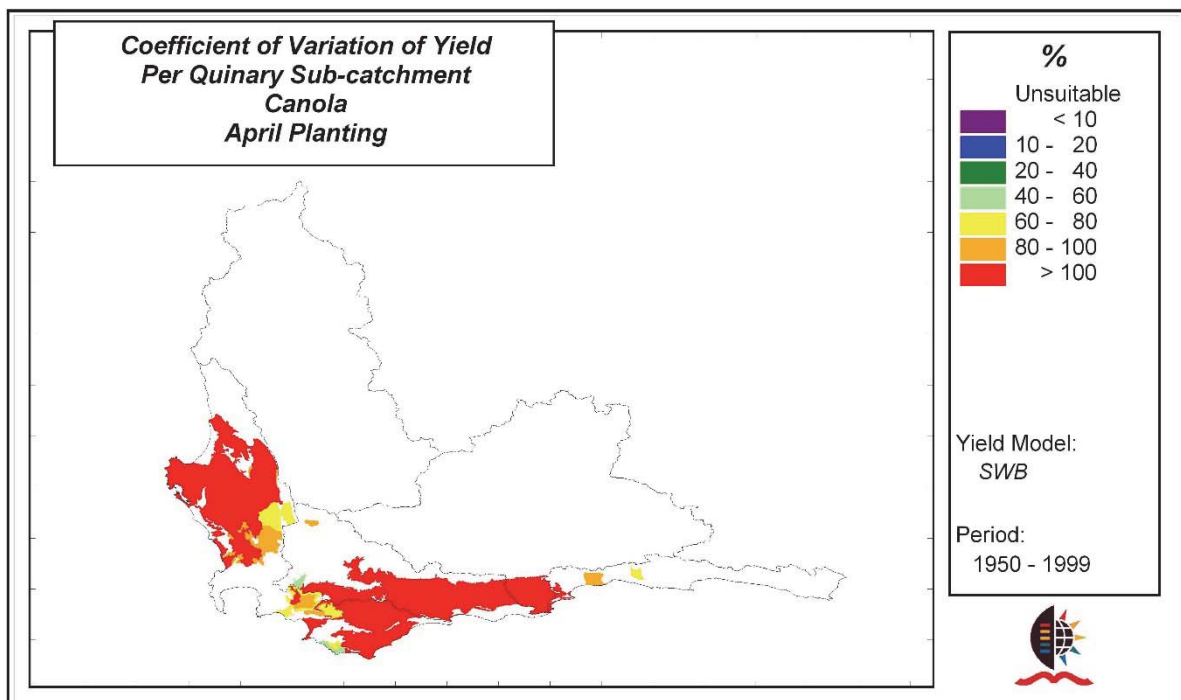 Coefficient of Variation of Yield
Per Quinary Sub-catchment
Canola
April Planting
%
Unsuitable
< 10
10 - 20
20 - 40
40 - 60
60 - 80
80 - 100
> 100
Yield Model:
SWB
Period:
1950 - 1999